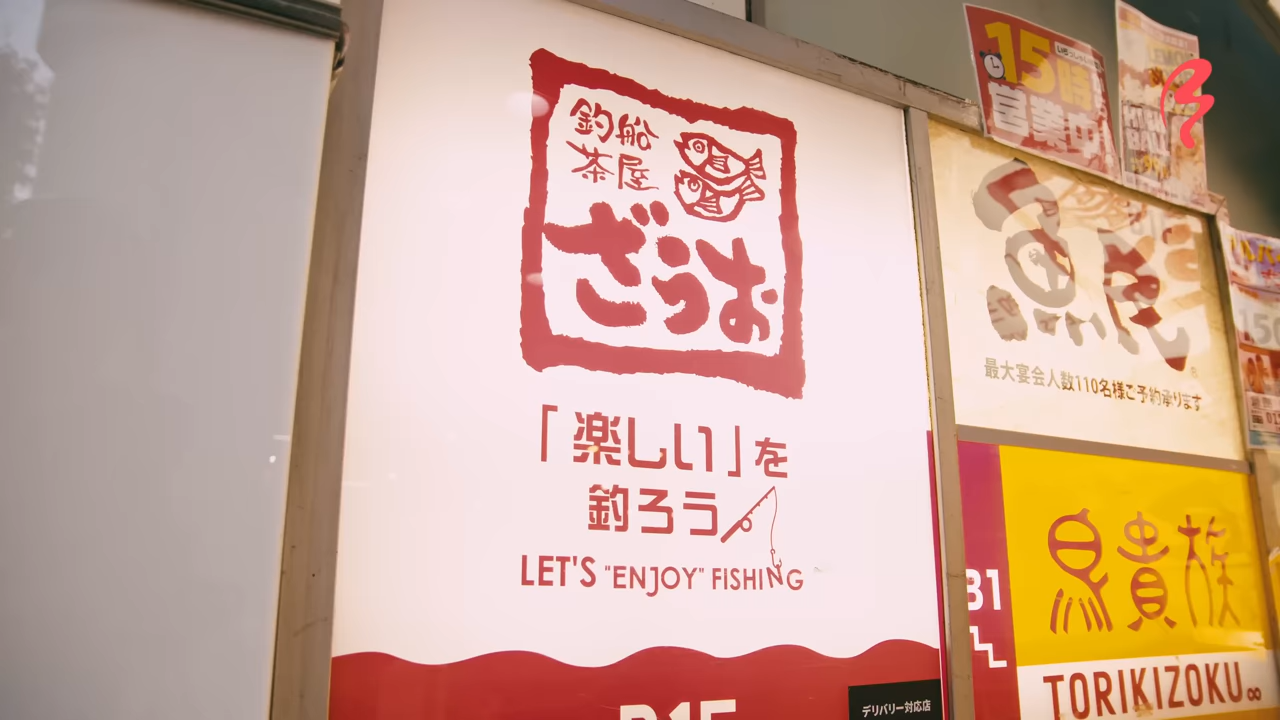 釣船
茶屋
ざうお
「楽しい」を
釣ろう
LET'S "ENJOY" FISHING
デリバリー対応店
15時
営業中
魚民
最大宴会人数110名様ご予約承ります
B1
鳥貴族
TORIKIZOKU